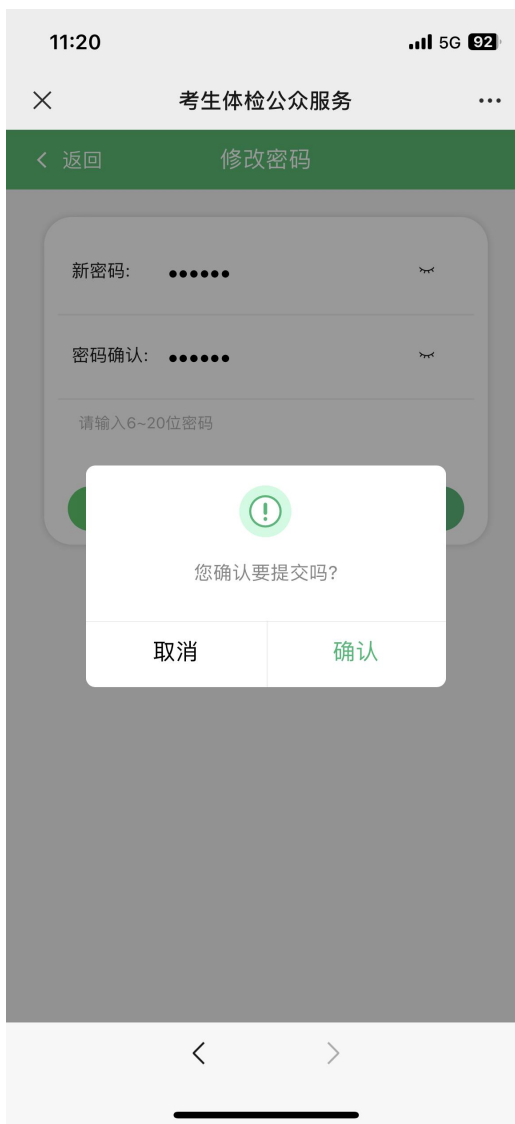 11:20 5G 92
考生体检公众服务
返回 修改密码
新密码: ●●●●●●
密码确认: ●●●●●●
请输入6~20位密码
您确认要提交吗?
取消 确认